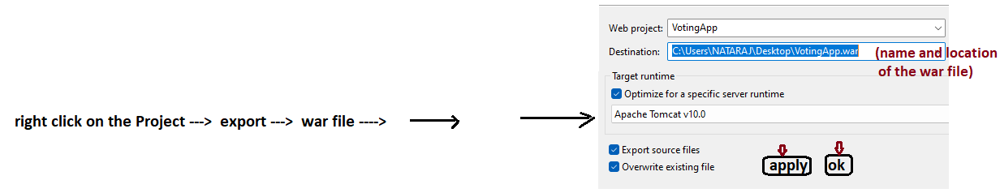 Web project: VotingApp
Destination: C:\Users\NATARAJ\Desktop\VotingApp.war
(name and location
of the war file)
Target runtime
Optimize for a specific server runtime
right click on the Project ---> export ---> war file ---->
Apache Tomcat v10.0
Export source files
Overwrite existing file
apply ok